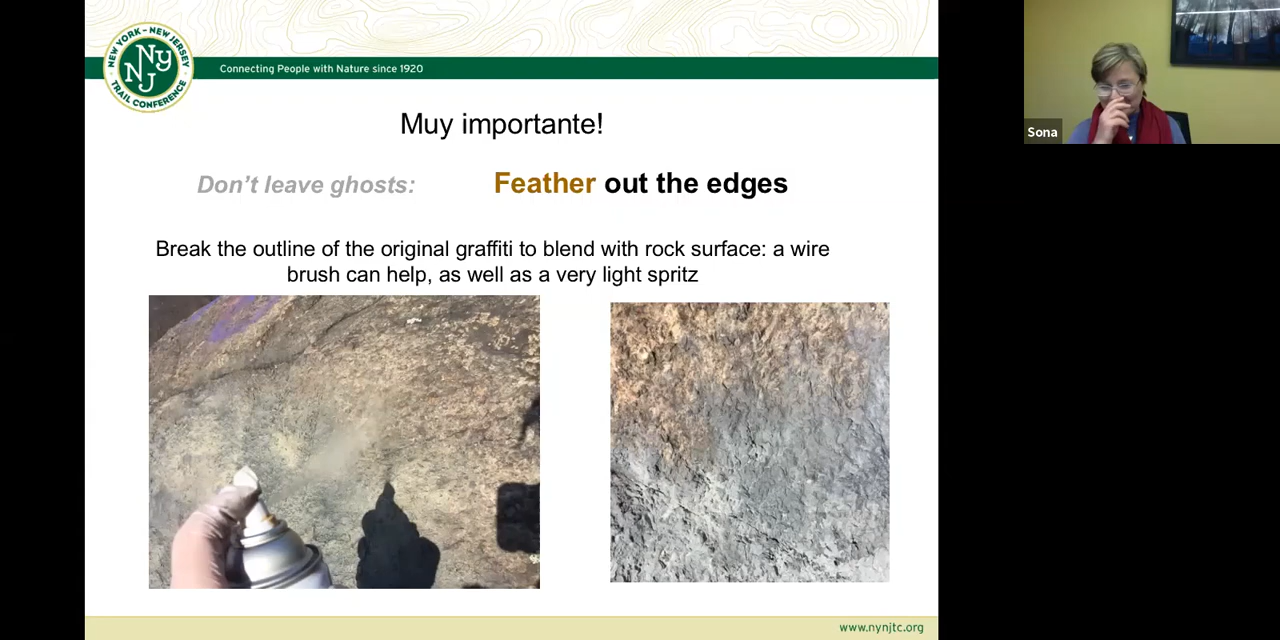 NEW YORK - NEW JERSEY
NY
NJ
TRAIL CONFERENCE
Connecting People with Nature since 1920
Sona
Muy importante!
Don't leave ghosts:
Feather out the edges
Break the outline of the original graffiti to blend with rock surface: a wire
brush can help, as well as a very light spritz
www.nynjtc.org